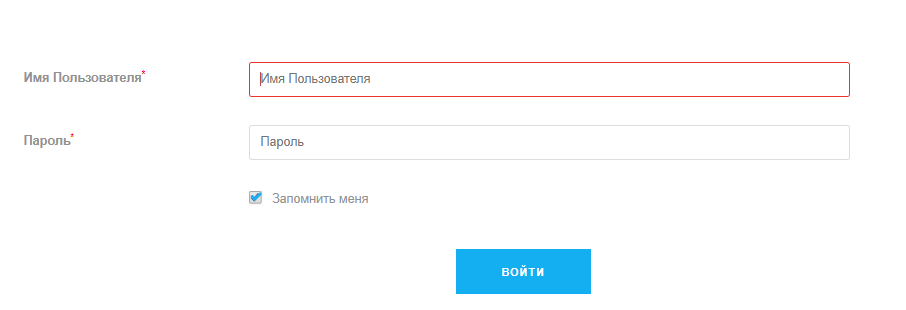 Имя Пользователя*
Имя Пользователя
Пароль*
Пароль
Запомнить меня
ВОЙТИ